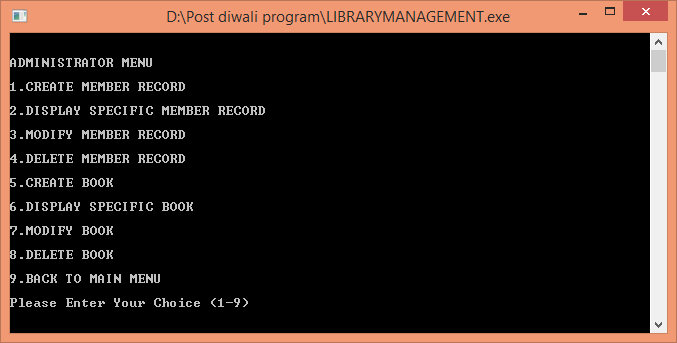 D:\Post diwali program\LIBRARYMANAGEMENT.exe
ADMINISTRATOR MENU
1.CREATE MEMBER RECORD
2.DISPLAY SPECIFIC MEMBER RECORD
3.MODIFY MEMBER RECORD
4.DELETE MEMBER RECORD
5.CREATE BOOK
6.DISPLAY SPECIFIC BOOK
7.MODIFY BOOK
8.DELETE BOOK
9.BACK TO MAIN MENU
Please Enter Your Choice (1-9)